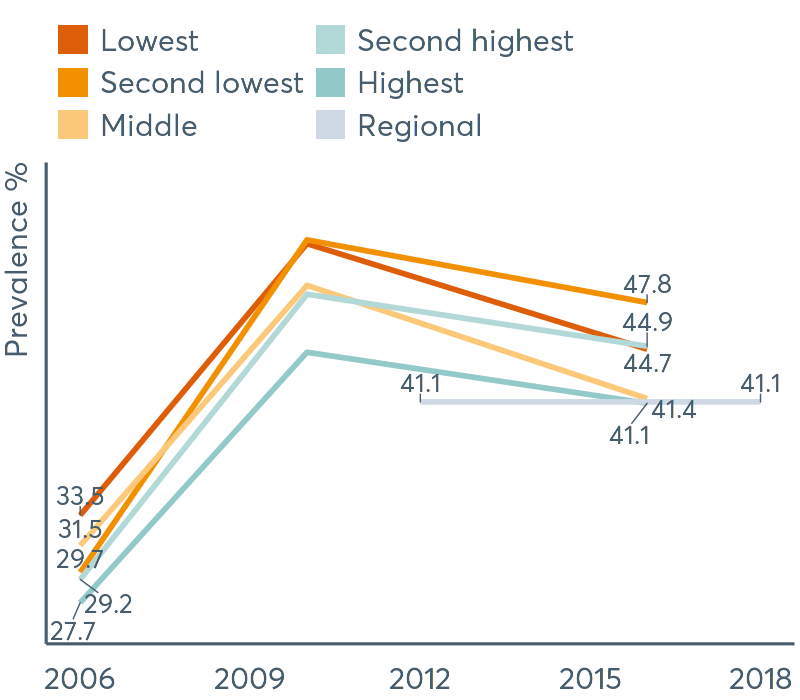 Lowest
Second lowest
Middle
Second highest
Highest
Regional
Prevalence %
47.8
44.9
44.7
41.1
41.1
41.4
41.1
33.5
31.5
29.7
29.2
27.7
2006
2009
2012
2015
2018